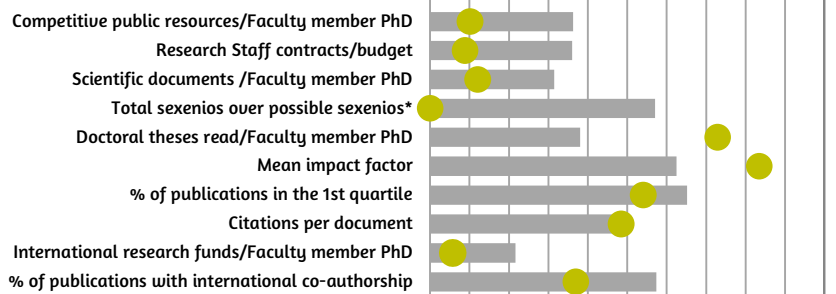 Competitive public resources/Faculty member PhD
Research Staff contracts/budget
Scientific documents /Faculty member PhD
Total sexenios over possible sexenios*
Doctoral theses read/Faculty member PhD
Mean impact factor
% of publications in the 1st quartile
Citations per document
International research funds/Faculty member PhD
% of publications with international co-authorship